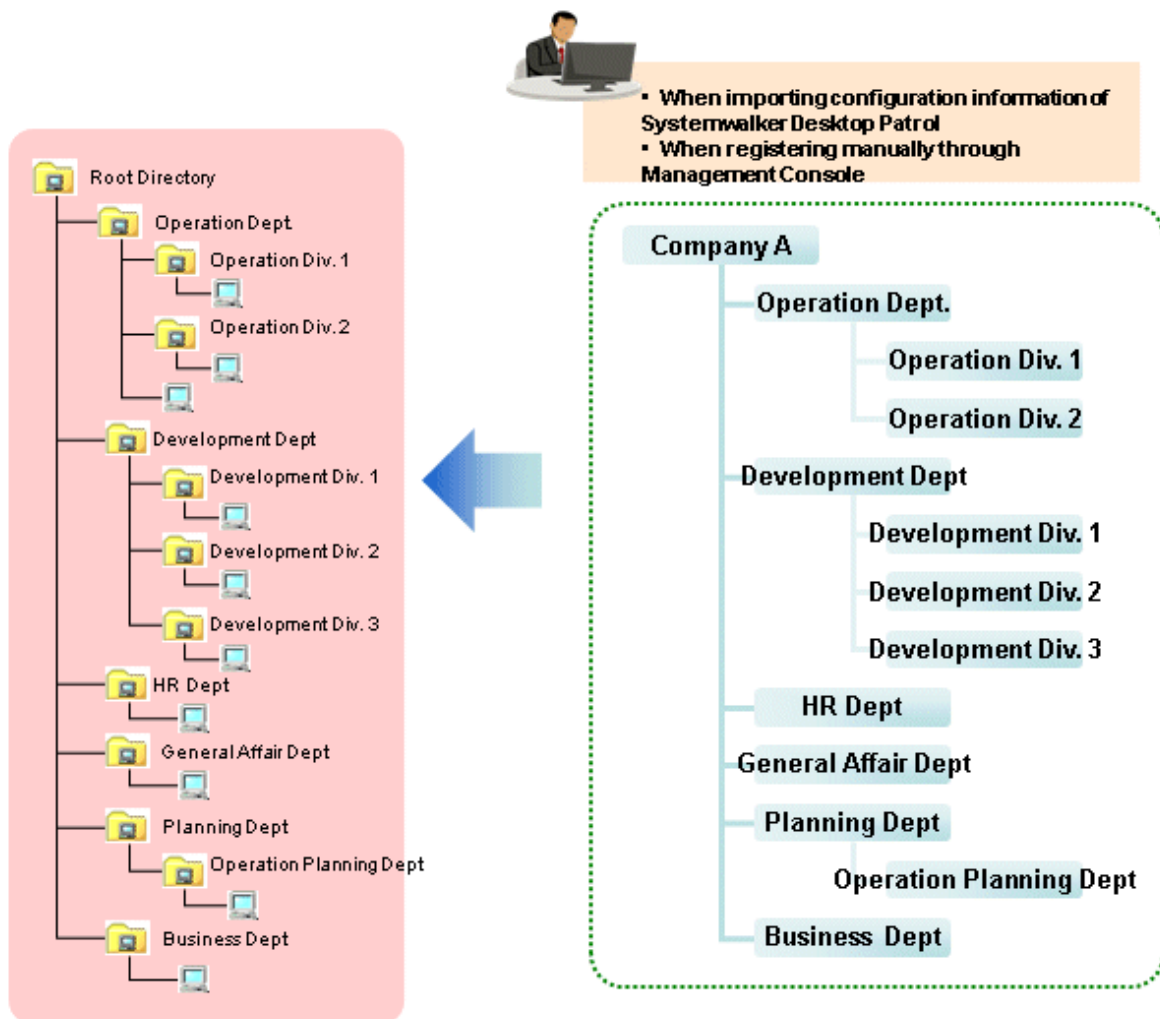 • When importing configuration information of
Systemwalker Desktop Patrol
• When registering manually through
Management Console
Root Directory
Operation Dept.
Operation Div. 1
Operation Div. 2
Development Dept
Development Div. 1
Development Div. 2
Development Div. 3
HR Dept
General Affair Dept
Planning Dept
Operation Planning Dept
Business Dept
Company A
Operation Dept.
Operation Div. 1
Operation Div. 2
Development Dept
Development Div. 1
Development Div. 2
Development Div. 3
HR Dept
General Affair Dept
Planning Dept
Operation Planning Dept
Business Dept